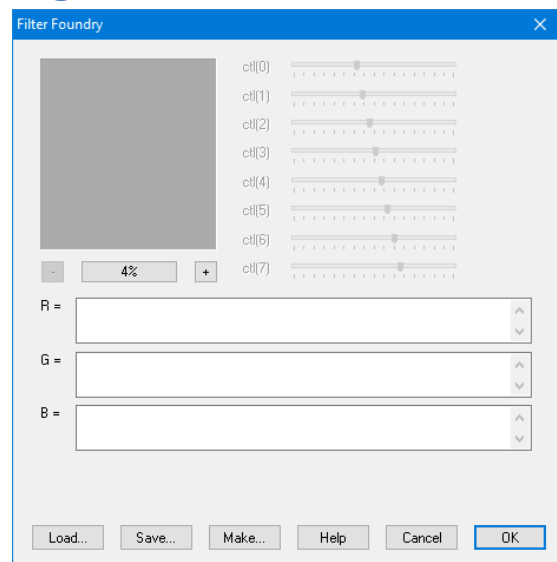 Filter Foundry
ctl(0)
ctl(1)
ctl(2)
ctl(3)
ctl(4)
ctl(5)
ctl(6)
ctl(7)
- 4% +
R =
G =
B =
Load... Save... Make... Help Cancel OK